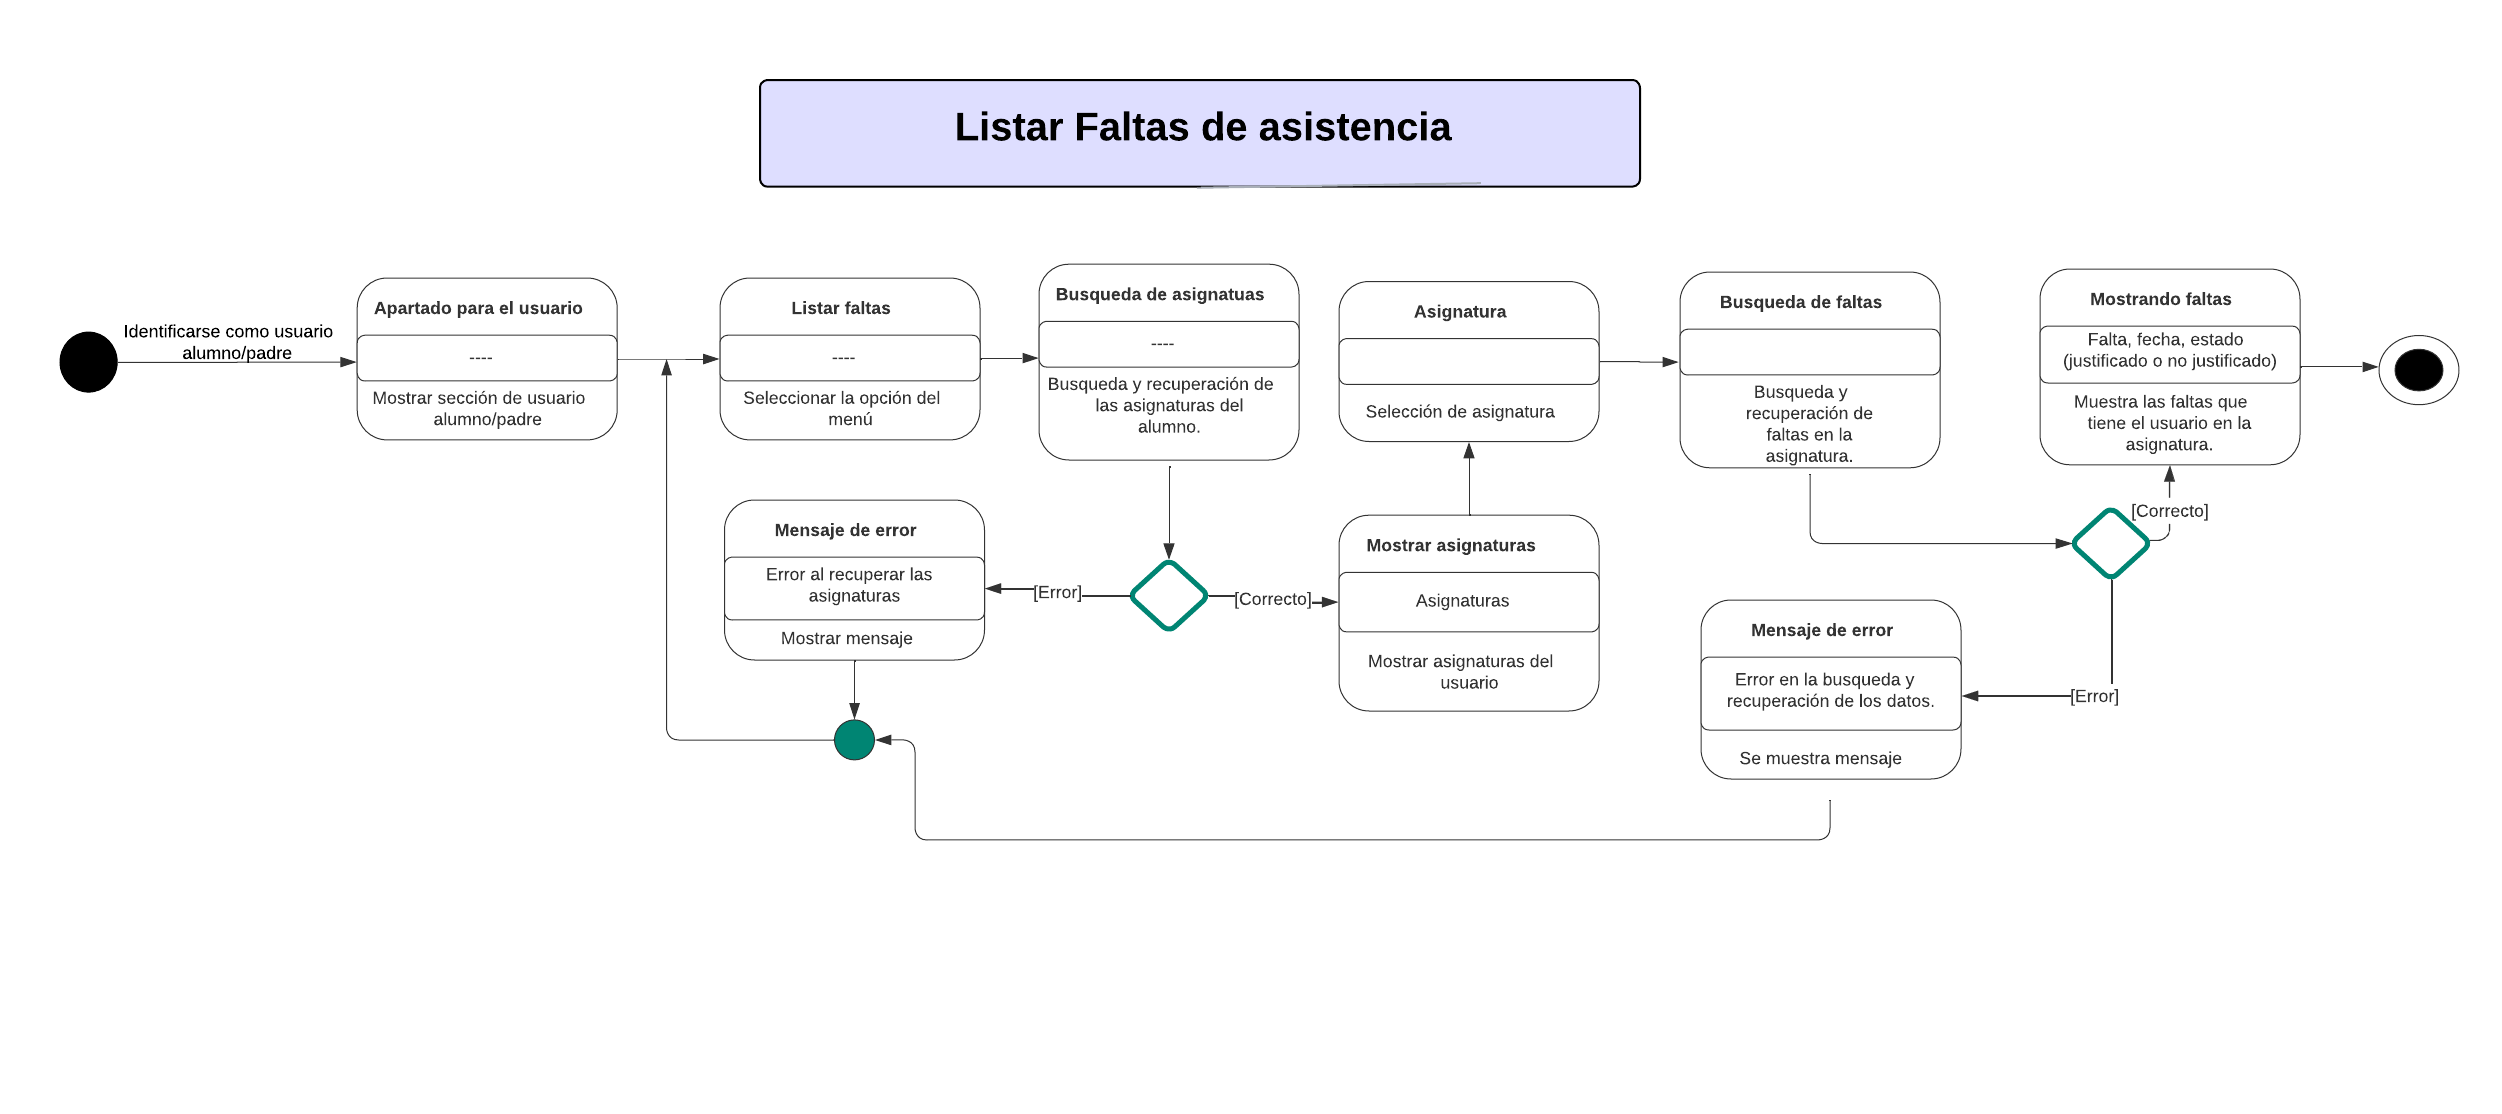 Listar Faltas de asistencia
Identificarse como usuario
alumno/padre
Apartado para el usuario
----
Mostrar sección de usuario
alumno/padre
Listar faltas
----
Seleccionar la opción del
menú
Busqueda de asignatuas
----
Busqueda y recuperación de
las asignaturas del
alumno.
Asignatura
Selección de asignatura
Busqueda de faltas
Busqueda y
recuperación de
faltas en la
asignatura.
Mostrando faltas
Falta, fecha, estado
(justificado o no justificado)
Muestra las faltas que
tiene el usuario en la
asignatura.
Mensaje de error
Error al recuperar las
asignaturas
Mostrar mensaje
[Error]
[Correcto]
Mostrar asignaturas
Asignaturas
Mostrar asignaturas del
usuario
[Correcto]
Mensaje de error
Error en la busqueda y
recuperación de los datos.
Se muestra mensaje
[Error]